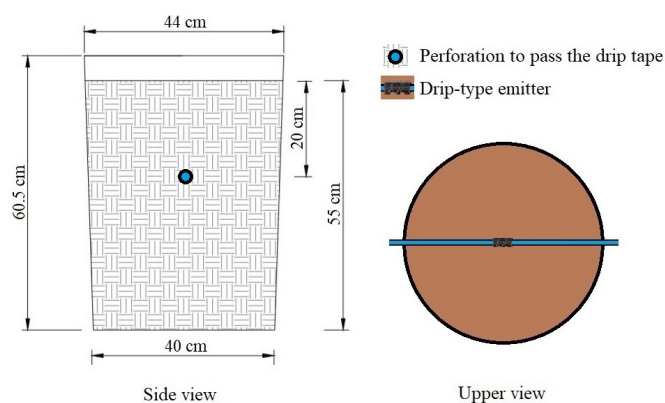 44 cm
Perforation to pass the drip tape
Drip-type emitter
20 cm
60.5 cm
55 cm
40 cm
Side view
Upper view